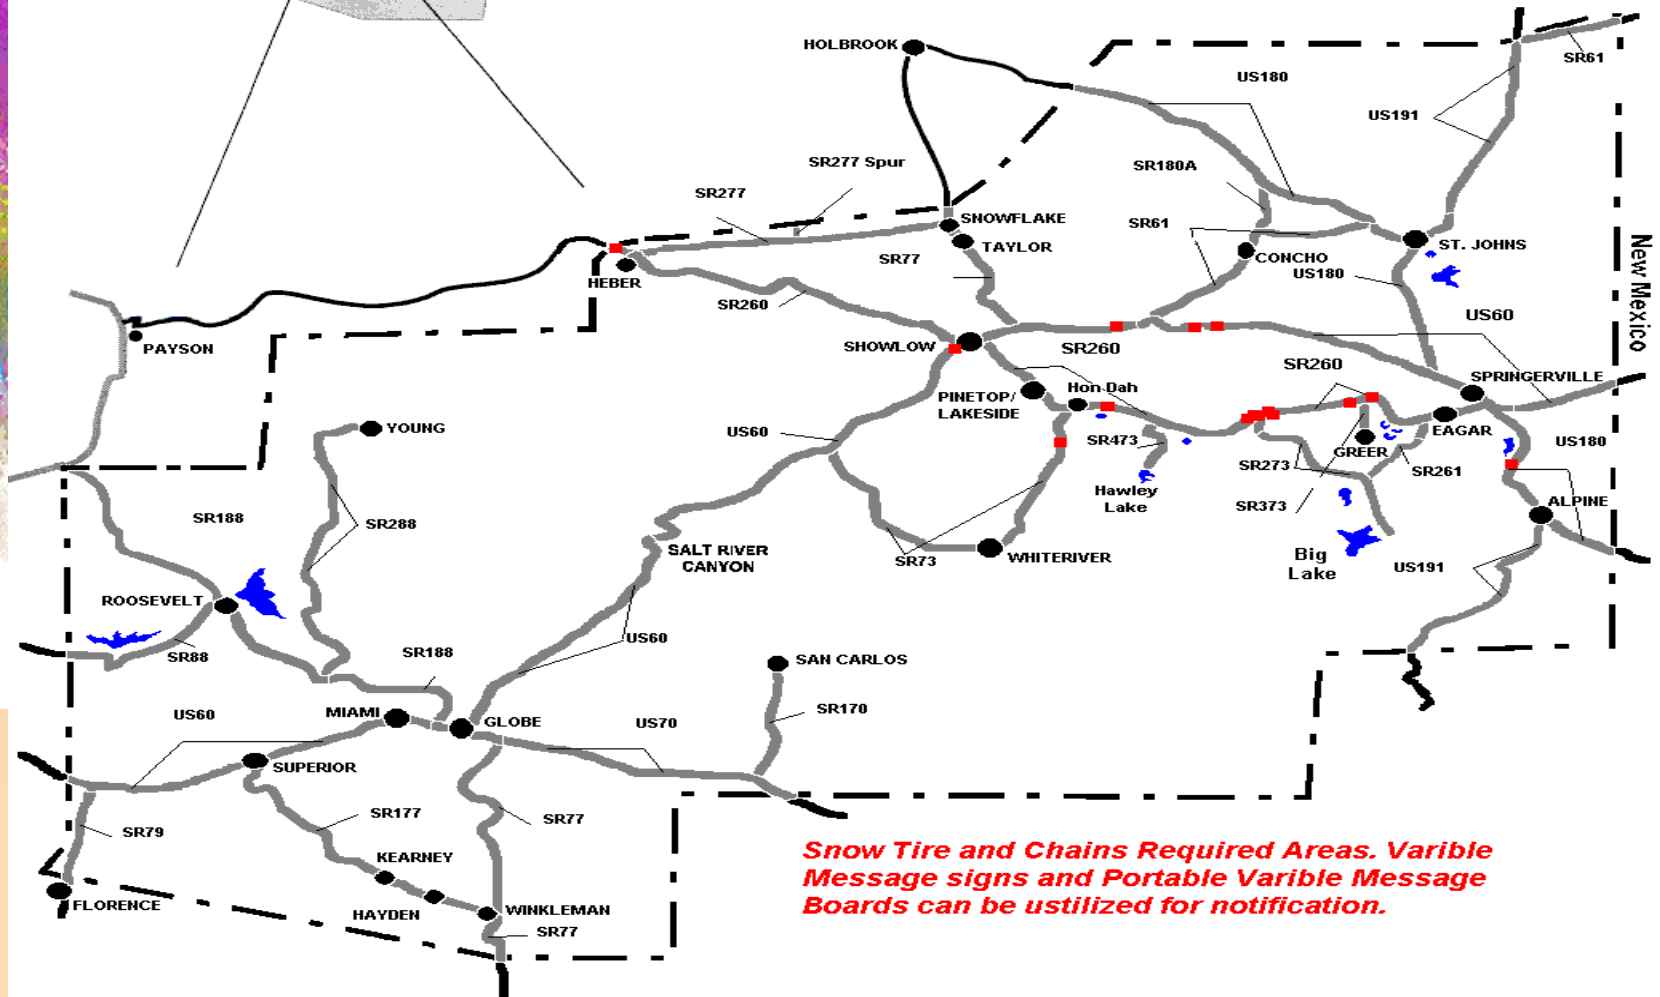 HOLBROOK
SR61
US180
US191
SR277 Spur
SR180A
SR277
SNOWFLAKE
SR61
TAYLOR
ST. JOHNS
SR77
CONCHO
US180
HEBER
New Mexico
SR260
US60
PAYSON
SHOWLOW
SR260
SR260
SPRINGERVILLE
Hon Dah
PINETOP/
LAKESIDE
YOUNG
US60
EAGAR
SR473
US180
GREER
SR273
SR261
Hawley
Lake
SR373
ALPINE
SR188
SR288
SALT RIVER
CANYON
SR73
WHITERIVER
Big
Lake
US191
ROOSEVELT
US60
SR88
SR188
SAN CARLOS
US60
MIAMI
GLOBE
US70
SR170
SUPERIOR
SR177
SR77
SR79
KEARNEY
FLORENCE
HAYDEN
WINKLEMAN
SR77
Snow Tire and Chains Required Areas. Varible
Message signs and Portable Varible Message
Boards can be ustilized for notification.